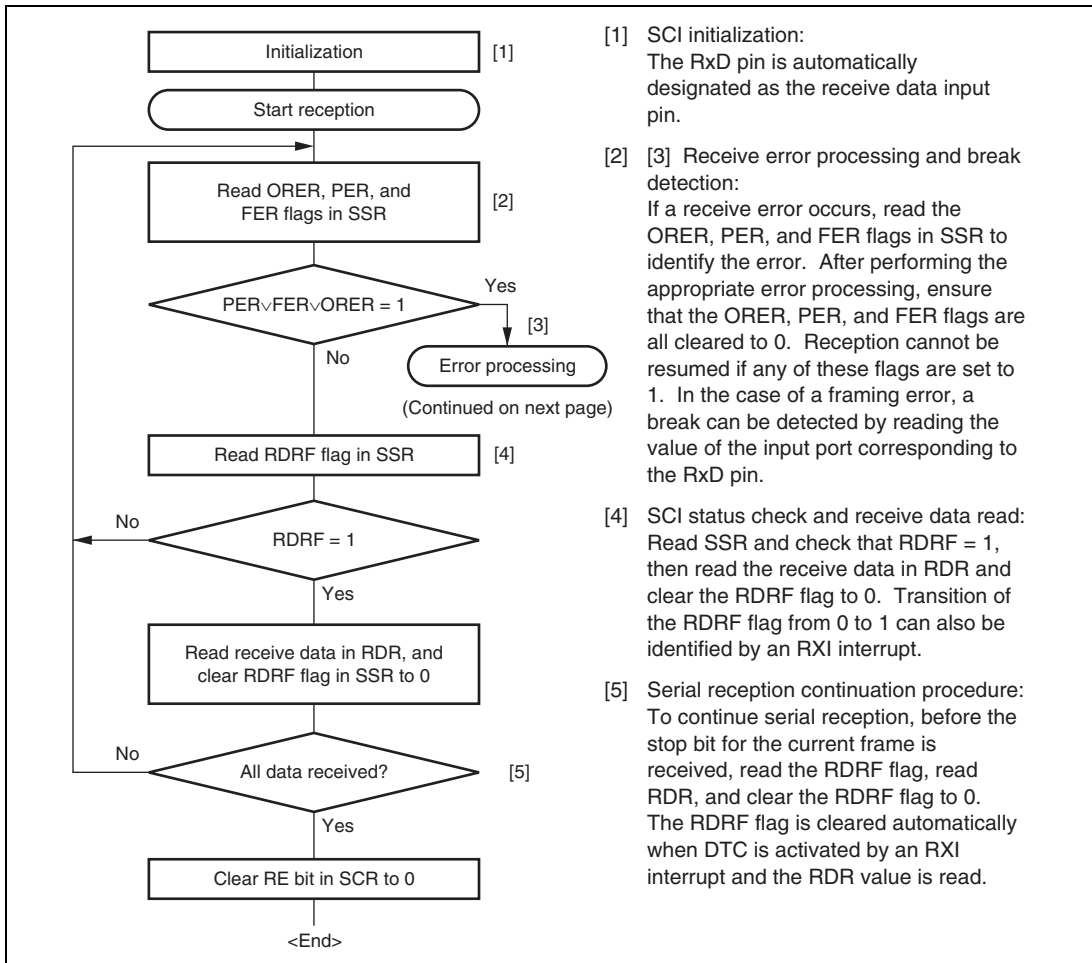 Initialization
[1]
Start reception
Read ORER, PER, and
FER flags in SSR
[2]
PER∨FER∨ORER = 1
Yes
[3]
No
Error processing
(Continued on next page)
Read RDRF flag in SSR
[4]
No
RDRF = 1
Yes
Read receive data in RDR, and
clear RDRF flag in SSR to 0
No
All data received?
[5]
Yes
Clear RE bit in SCR to 0
<End>
[1] SCI initialization:
The RxD pin is automatically
designated as the receive data input
pin.
[2] [3] Receive error processing and break
detection:
If a receive error occurs, read the
ORER, PER, and FER flags in SSR to
identify the error. After performing the
appropriate error processing, ensure
that the ORER, PER, and FER flags are
all cleared to 0. Reception cannot be
resumed if any of these flags are set to
1. In the case of a framing error, a
break can be detected by reading the
value of the input port corresponding to
the RxD pin.
[4] SCI status check and receive data read:
Read SSR and check that RDRF = 1,
then read the receive data in RDR and
clear the RDRF flag to 0. Transition of
the RDRF flag from 0 to 1 can also be
identified by an RXI interrupt.
[5] Serial reception continuation procedure:
To continue serial reception, before the
stop bit for the current frame is
received, read the RDRF flag, read
RDR, and clear the RDRF flag to 0.
The RDRF flag is cleared automatically
when DTC is activated by an RXI
interrupt and the RDR value is read.